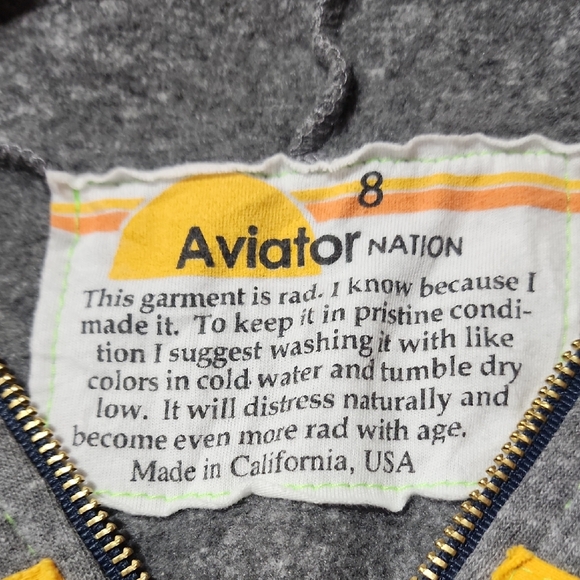 8
Aviator NATION
This garment is rad. I know because I
made it. To keep it in pristine condi-
tion I suggest washing it with like
colors in cold water and tumble dry
low. It will distress naturally and
become even more rad with age.
Made in California, USA